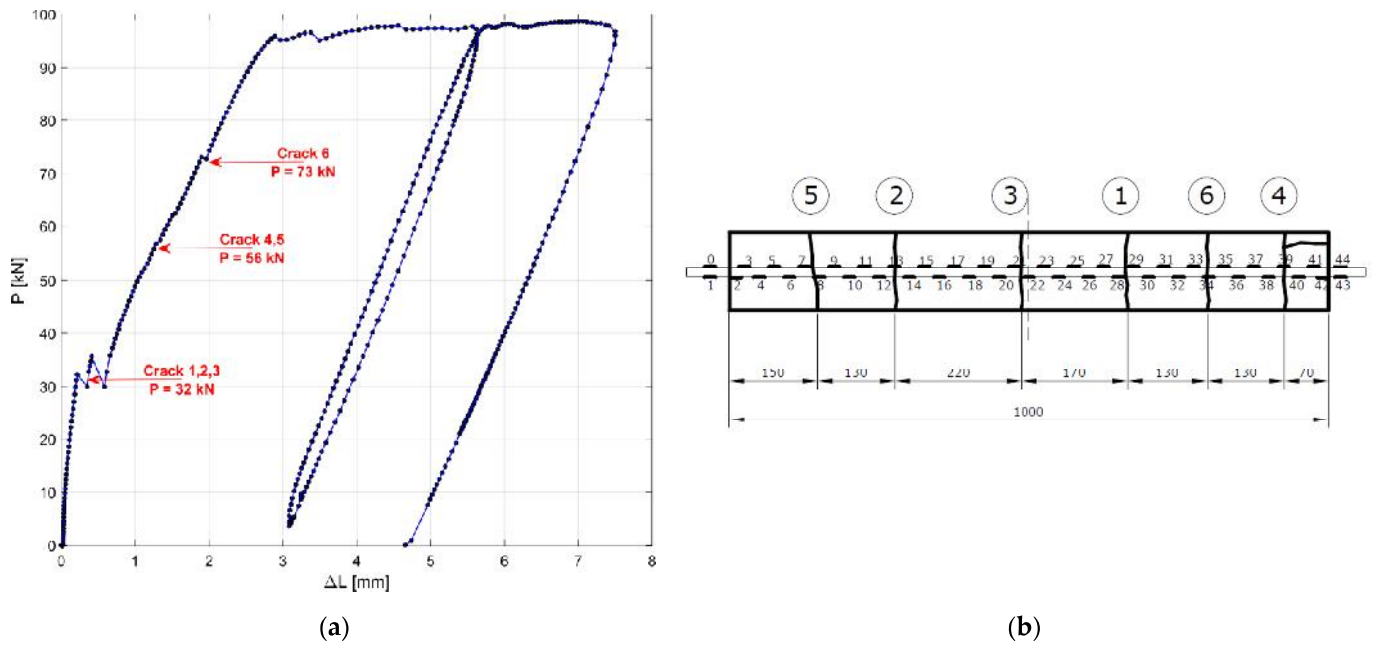 100
90
80
70
60
50
40
30
20
10
0
P [kN]
Crack 6
P = 73 kN
Crack 4,5
P = 56 kN
Crack 1,2,3
P = 32 kN
0 1 2 3 4 5 6 7 8
ΔL [mm]
(a)
5 2 3 1 6 4
0 3 5 7 9 11 13 15 17 19 2 23 25 27 29 31 33 35 37 39 41 44
1 2 4 6 8 10 12 14 16 18 20 22 24 26 28 30 32 34 36 38 40 42 43
150 130 220 170 130 130 70
1000
(b)